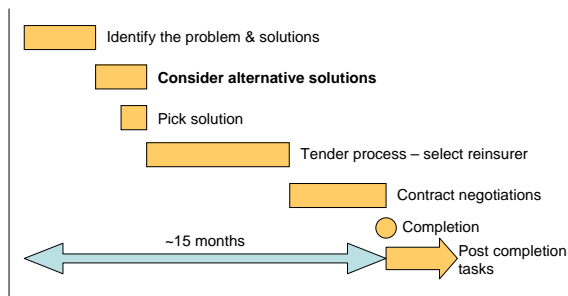 Identify the problem & solutions
Consider alternative solutions
Pick solution
Tender process – select reinsurer
Contract negotiations
Completion
~15 months
Post completion
tasks